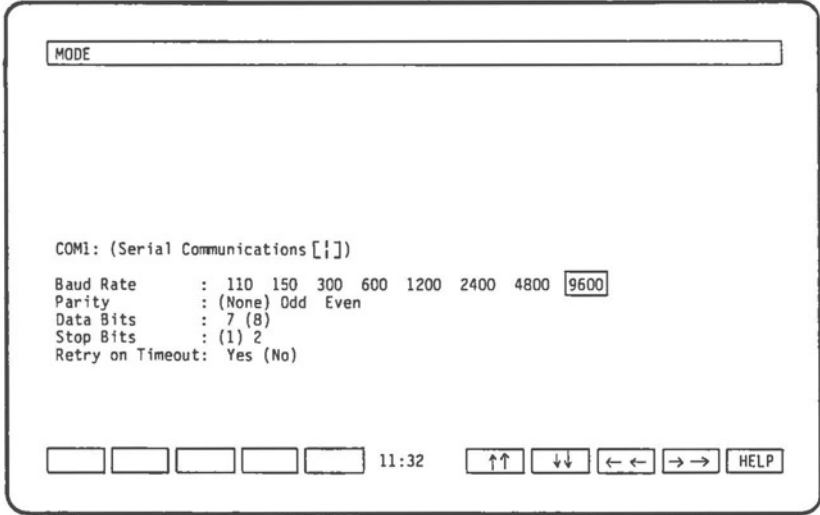 MODE
COM1: (Serial Communications [¦])
Baud Rate : 110 150 300 600 1200 2400 4800 9600
Parity : (None) Odd Even
Data Bits : 7 (8)
Stop Bits : (1) 2
Retry on Timeout: Yes (No)
11:32 ↑↑ ↓↓ ←← →→ HELP